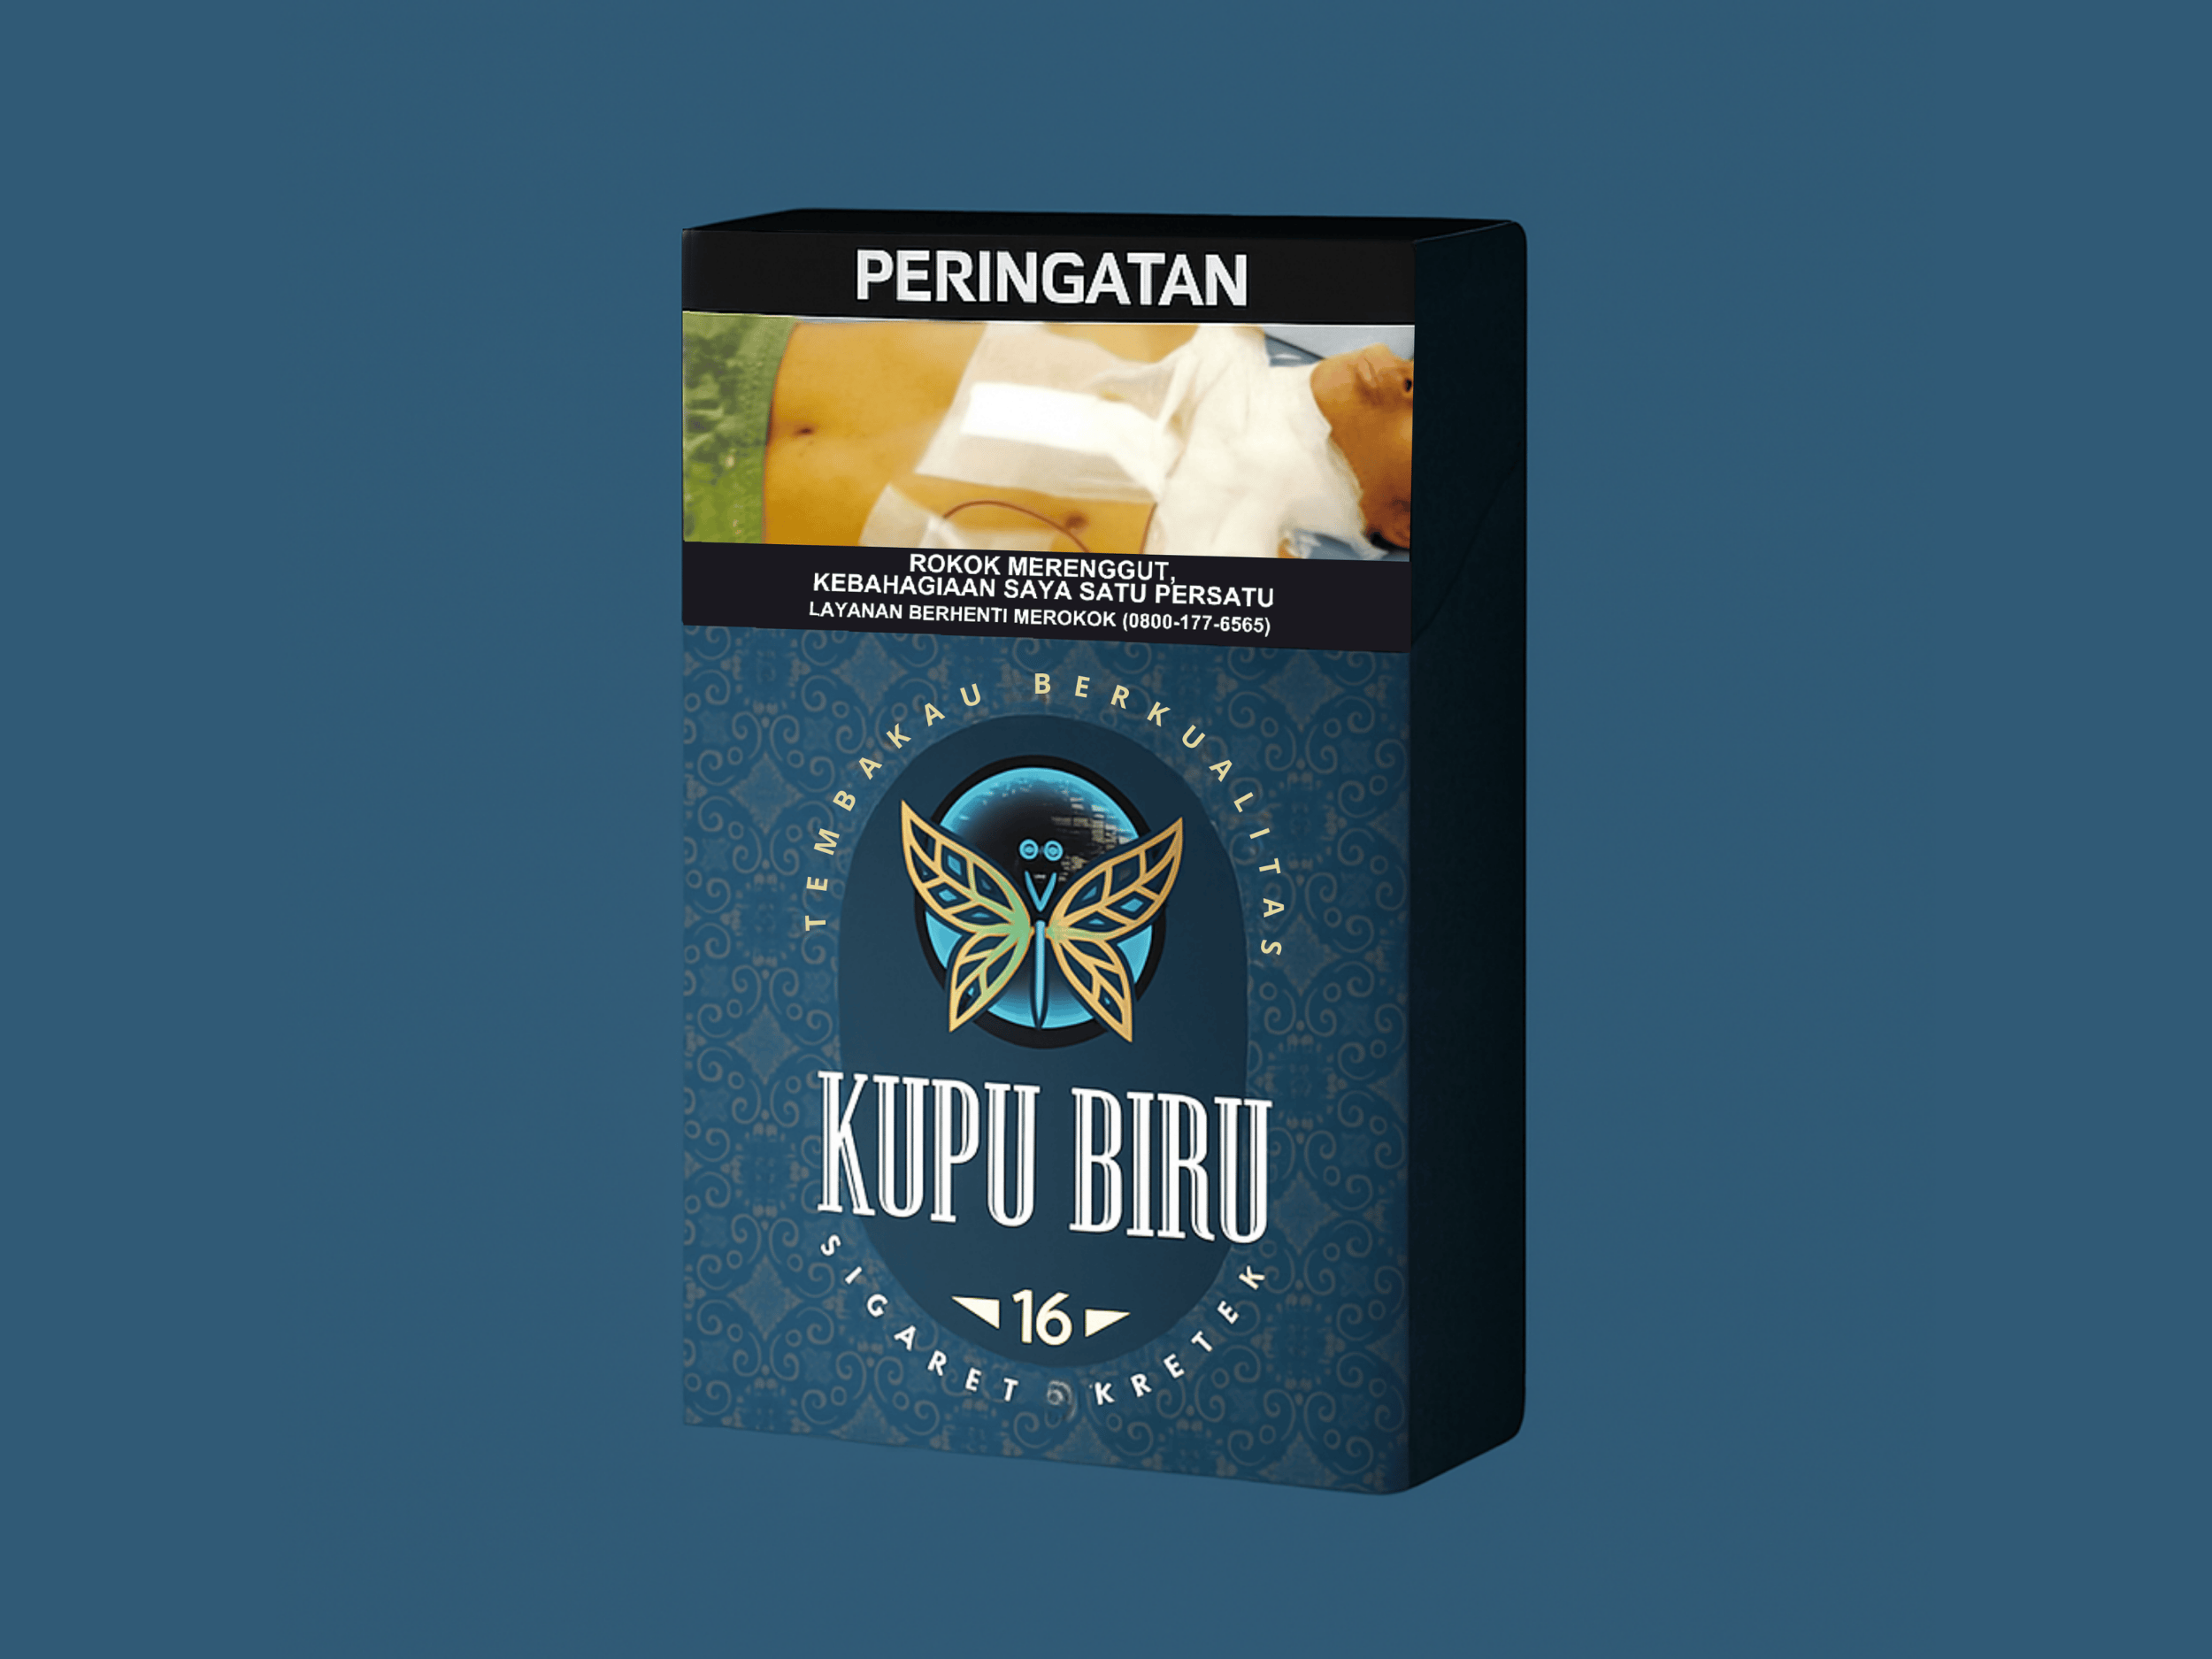 PERINGATAN
ROKOK MERENGGUT,
KEBAHAGIAAN SAYA SATU PERSATU
LAYANAN BERHENTI MEROKOK (0800-177-6565)
TEMBAKAU BERKUALITAS
KUPU BIRU
16
SIGARET KRETEK